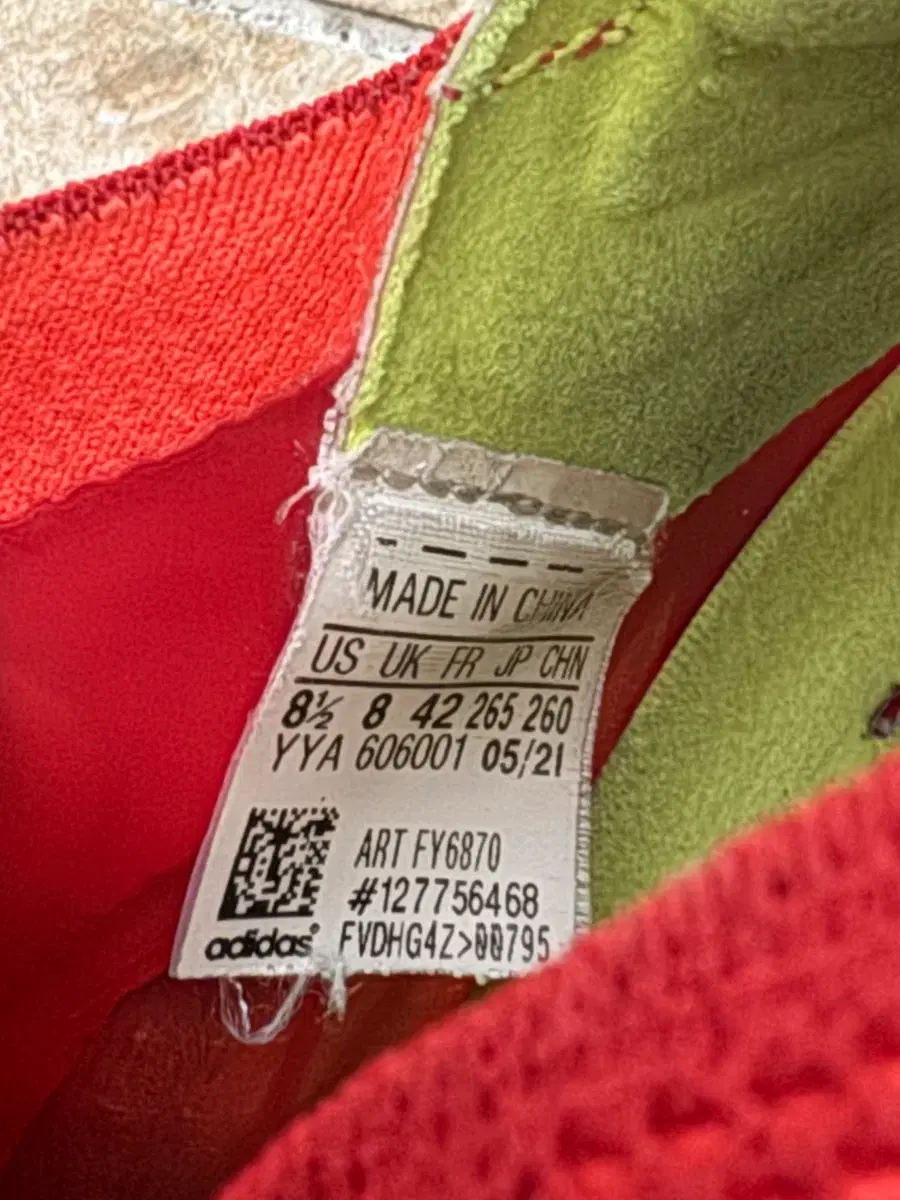 MADE IN CHINA
US UK FR JP CHN
8½ 8 42 265 260
YYA 606001 05/21
ART FY6870
#127756468
adidas® FVDHG4Z>00795